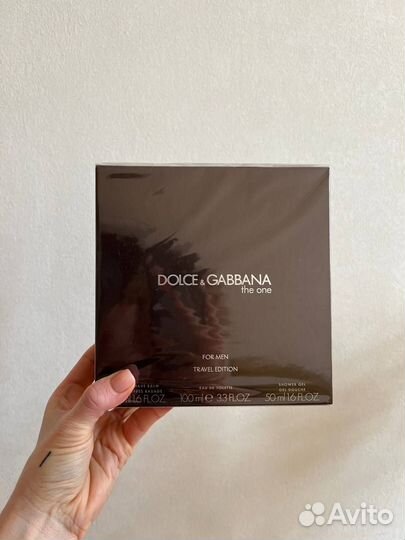 DOLCE & GABBANA
the one
FOR MEN
TRAVEL EDITION
BALM
EAU DE TOILETTE
SHOWER GEL
GEL DOUCHE
1.6 FL.OZ.
100 ml ℮ 3.3 FL.OZ.
50 ml 1.6 FL.OZ.
Avito